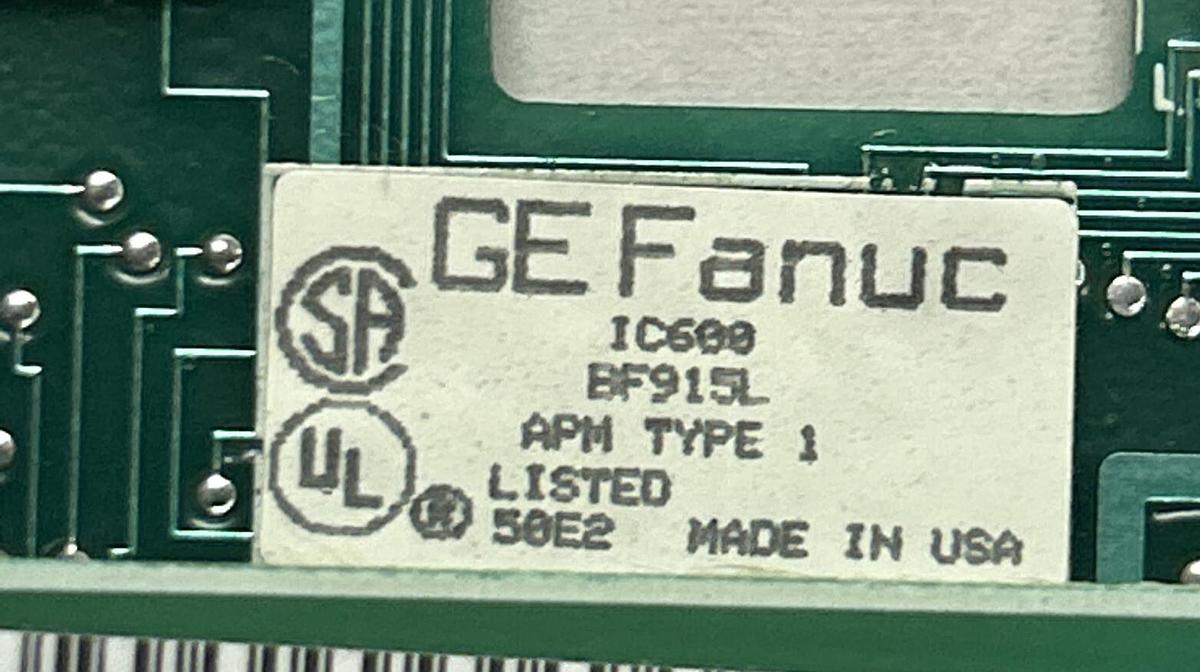 GE Fanuc
SA
IC600
BF915L
APM TYPE 1
UL
®
LISTED
50E2 MADE IN USA